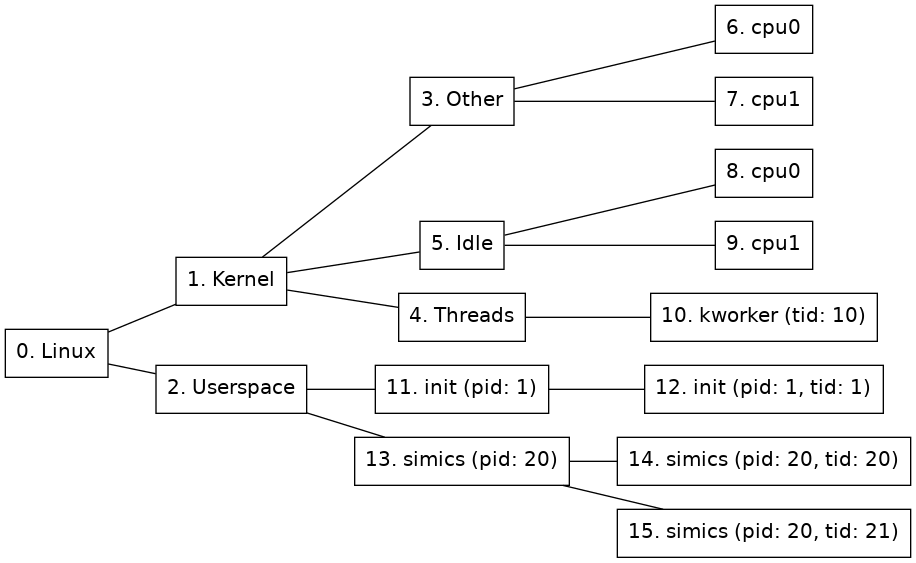 6. cpu0
3. Other
7. cpu1
8. cpu0
5. Idle
9. cpu1
1. Kernel
4. Threads
10. kworker (tid: 10)
0. Linux
2. Userspace
11. init (pid: 1)
12. init (pid: 1, tid: 1)
13. simics (pid: 20)
14. simics (pid: 20, tid: 20)
15. simics (pid: 20, tid: 21)